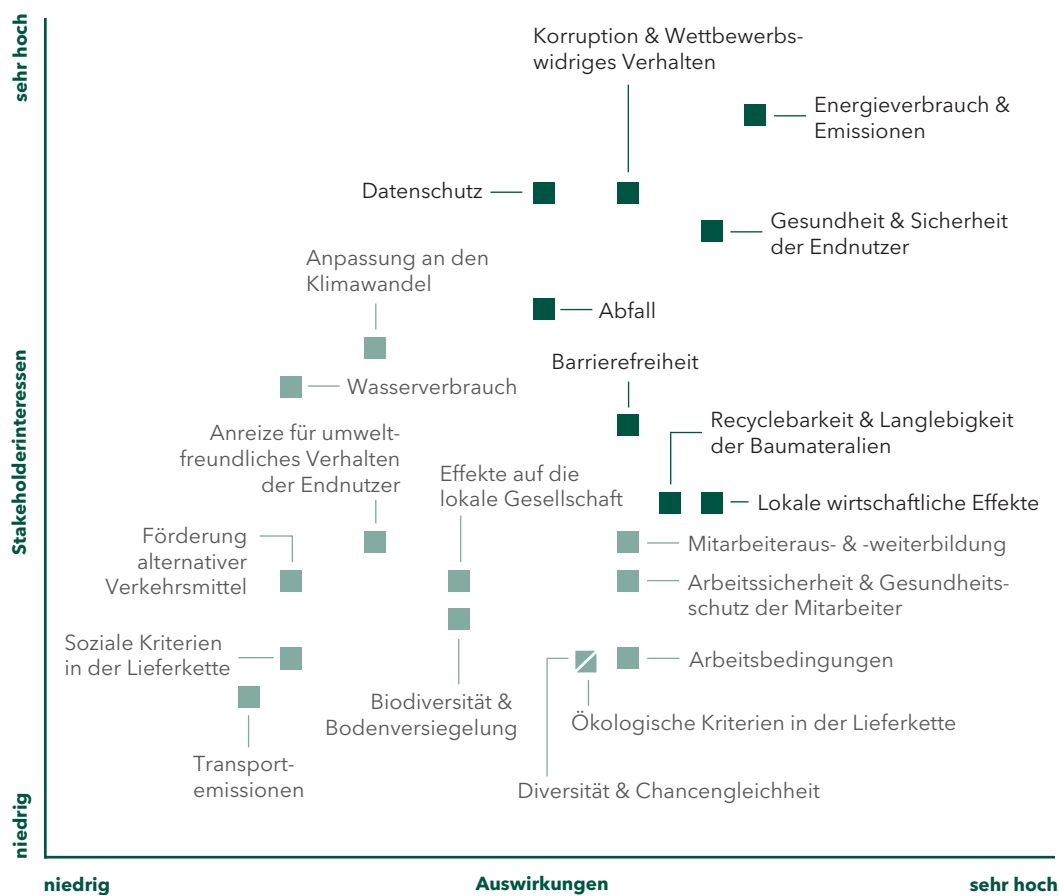 sehr hoch
Stakeholderinteressen
niedrig
Korruption & Wettbewerbs-
widriges Verhalten
Energieverbrauch &
Emissionen
Datenschutz
Gesundheit & Sicherheit
der Endnutzer
Anpassung an den
Klimawandel
Abfall
Barrierefreiheit
Wasserverbrauch
Recyclebarkeit & Langlebigkeit
der Baumateralien
Anreize für umwelt-
freundliches Verhalten
der Endnutzer
Effekte auf die
lokale Gesellschaft
Lokale wirtschaftliche Effekte
Förderung
alternativer
Verkehrsmittel
Mitarbeiteraus- & -weiterbildung
Arbeitssicherheit & Gesundheits-
schutz der Mitarbeiter
Soziale Kriterien
in der Lieferkette
Arbeitsbedingungen
Biodiversität &
Bodenversiegelung
Ökologische Kriterien in der Lieferkette
Transport-
emissionen
Diversität & Chancengleichheit
niedrig
Auswirkungen
sehr hoch